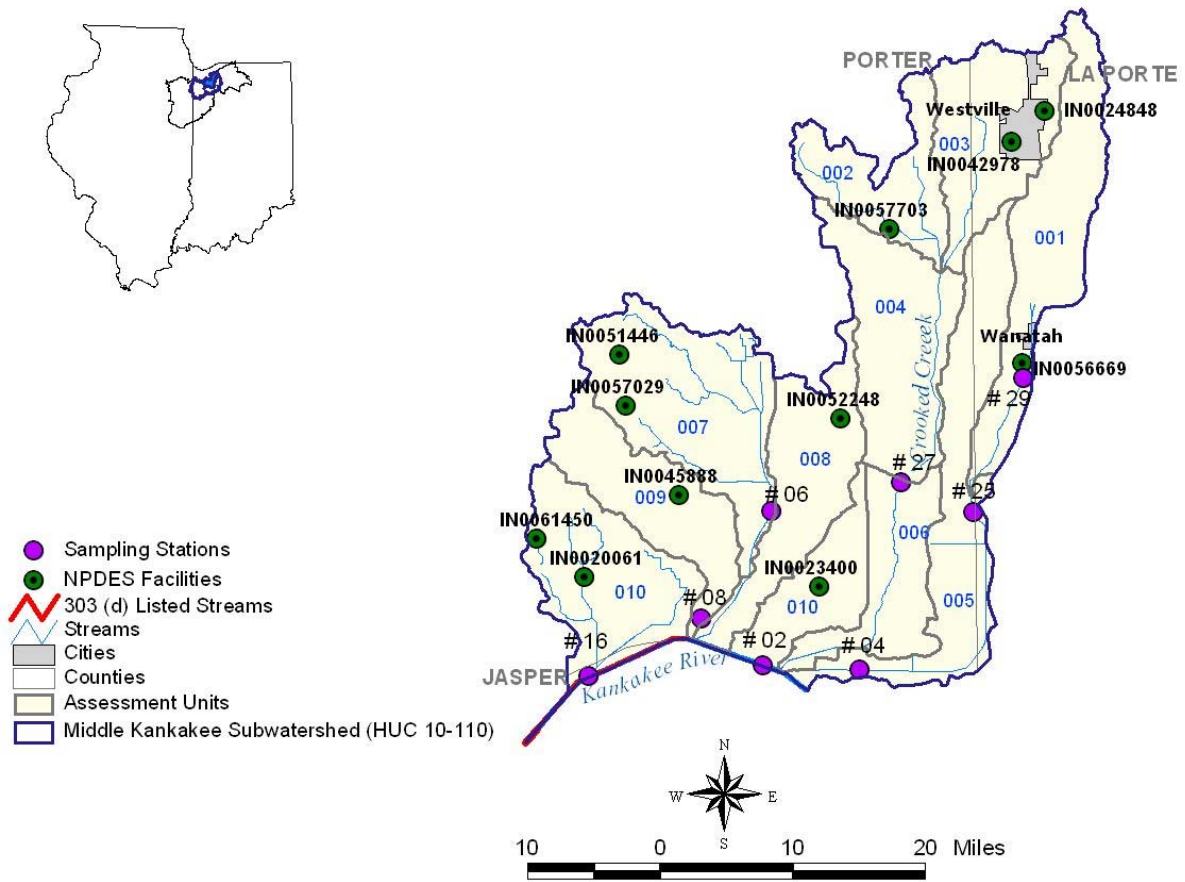 PORTER
LA PORTE
Westville
IN0024848
003
IN0042978
002
IN0057703
001
004
Crooked Creeek
Wanatah
IN0056669
# 29
IN0051446
IN0057029
007
IN0052248
008
# 27
# 25
IN0045888
009
# 06
006
IN0061450
IN0020061
010
IN0023400
010
005
# 08
# 16
# 02
# 04
JASPER
Kankakee River
Sampling Stations
NPDES Facilities
303 (d) Listed Streams
Streams
Cities
Counties
Assessment Units
Middle Kankakee Subwatershed (HUC 10-110)
N
W
E
S
10 0 10 20 Miles